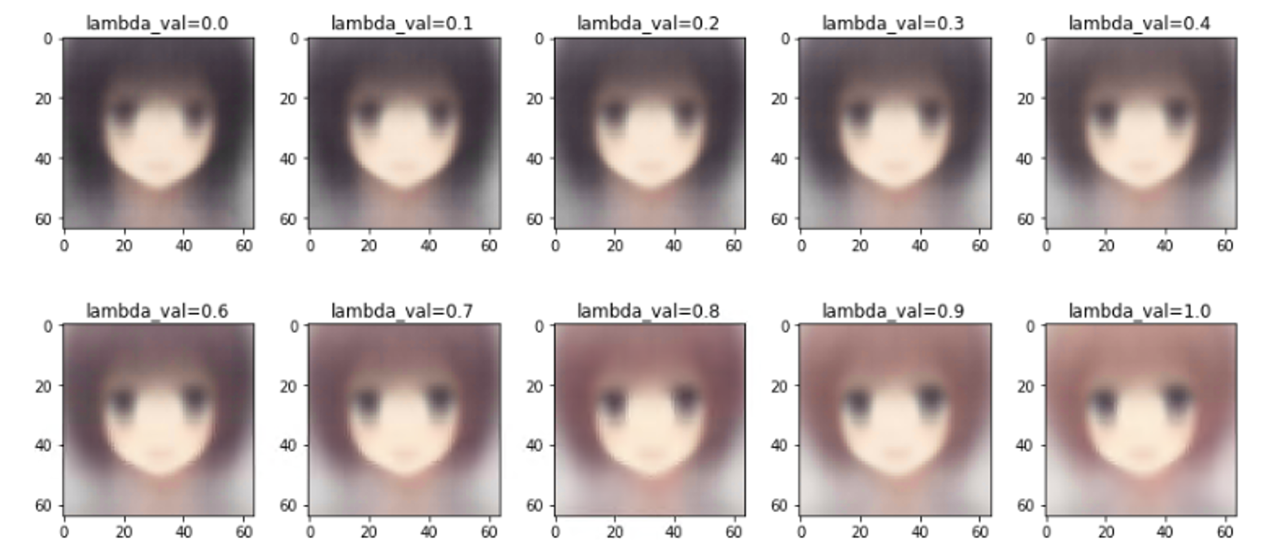 lambda_val=0.0 lambda_val=0.1 lambda_val=0.2 lambda_val=0.3 lambda_val=0.4
0 0 0 0 0
20 20 20 20 20
40 40 40 40 40
60 60 60 60 60
0 20 40 60 0 20 40 60 0 20 40 60 0 20 40 60 0 20 40 60
lambda_val=0.6 lambda_val=0.7 lambda_val=0.8 lambda_val=0.9 lambda_val=1.0
0 0 0 0 0
20 20 20 20 20
40 40 40 40 40
60 60 60 60 60
0 20 40 60 0 20 40 60 0 20 40 60 0 20 40 60 0 20 40 60